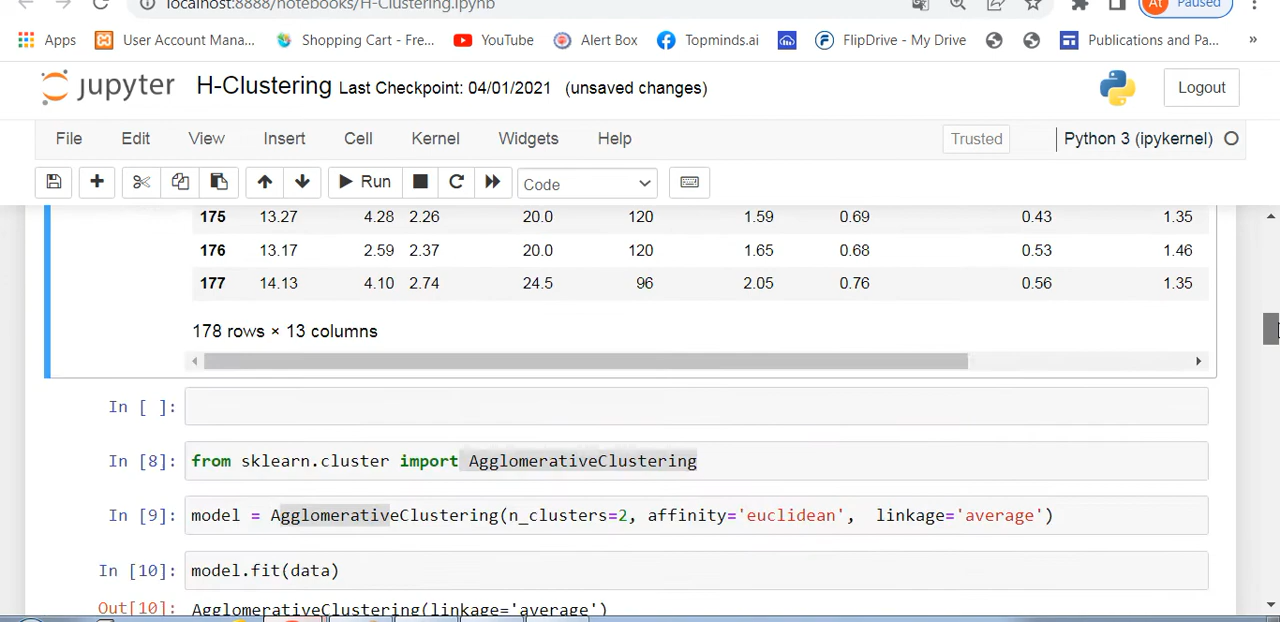 localhost:8888/notebooks/H-Clustering.ipynb
At Paused
Apps User Account Mana... Shopping Cart - Fre... YouTube Alert Box Topminds.ai FlipDrive - My Drive Publications and Pa... »
jupyter H-Clustering Last Checkpoint: 04/01/2021 (unsaved changes) Logout
File Edit View Insert Cell Kernel Widgets Help Trusted Python 3 (ipykernel)
Run Code
175 13.27 4.28 2.26 20.0 120 1.59 0.69 0.43 1.35
176 13.17 2.59 2.37 20.0 120 1.65 0.68 0.53 1.46
177 14.13 4.10 2.74 24.5 96 2.05 0.76 0.56 1.35
178 rows × 13 columns
In [ ]:
In [8]: from sklearn.cluster import AgglomerativeClustering
In [9]: model = AgglomerativeClustering(n_clusters=2, affinity='euclidean', linkage='average')
In [10]: model.fit(data)
Out[10]: AgglomerativeClustering(linkage='average')